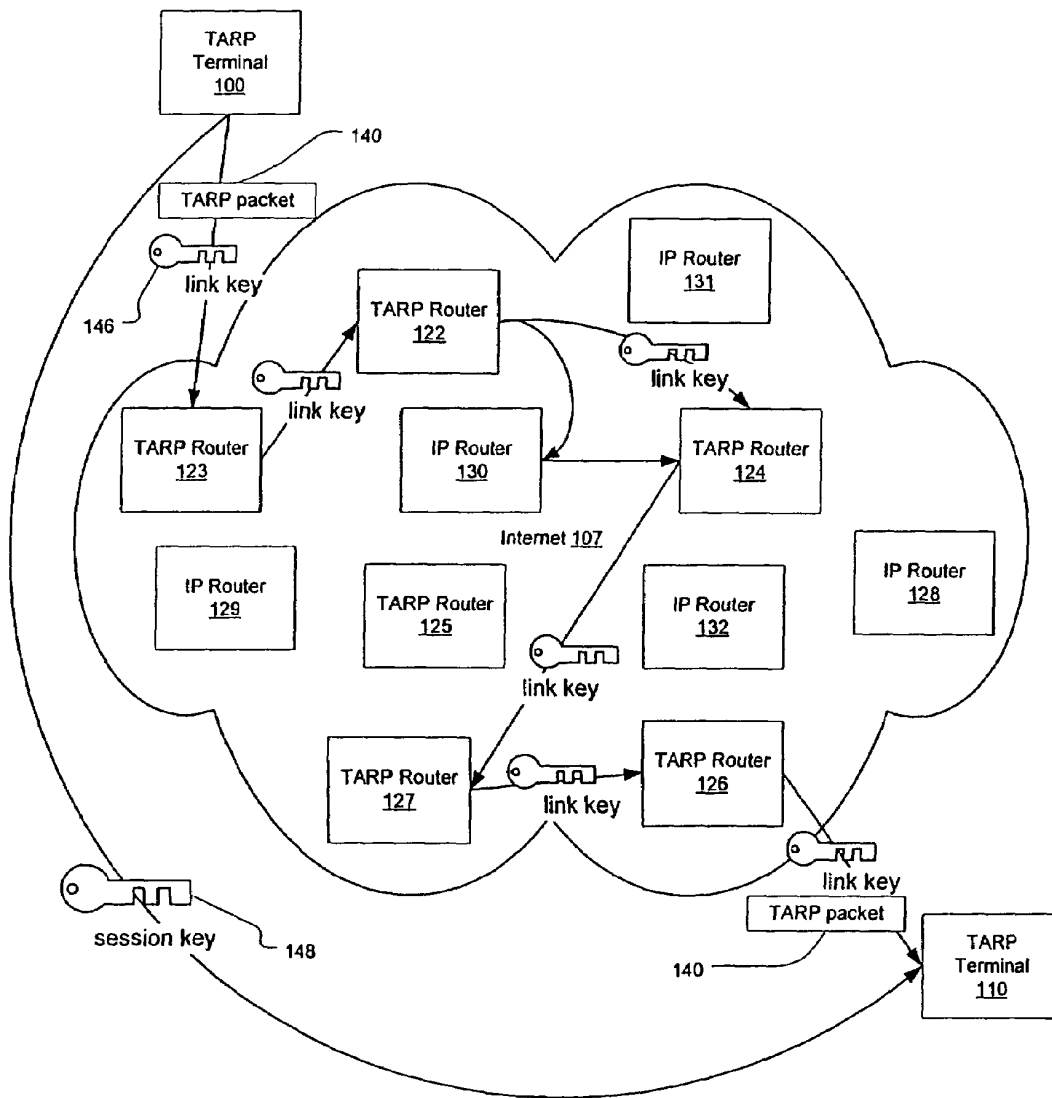 TARP
Terminal
100
140
TARP packet
146
link key
IP Router
131
TARP Router
122
link key
link key
TARP Router
123
IP Router
130
TARP Router
124
Internet 107
IP Router
129
TARP Router
125
IP Router
132
IP Router
128
link key
TARP Router
127
link key
TARP Router
126
link key
session key
148
TARP packet
140
TARP
Terminal
110